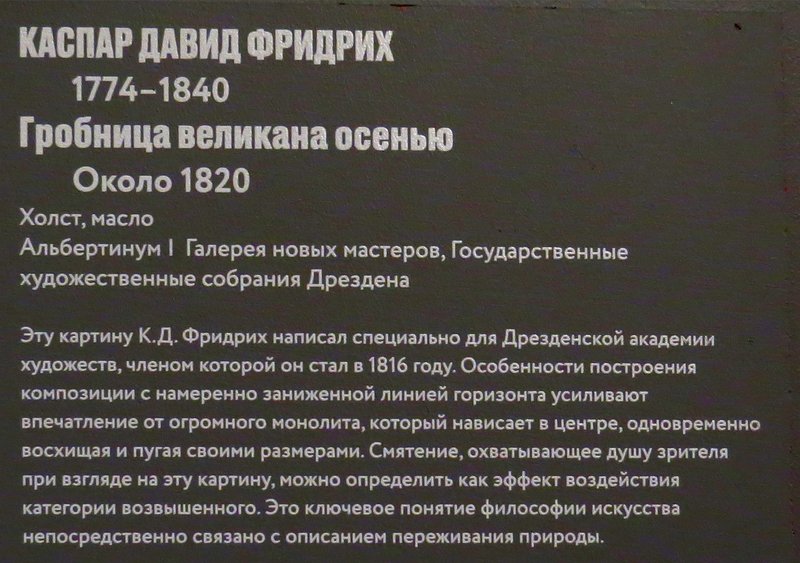 КАСПАР ДАВИД ФРИДРИХ
1774–1840
Гробница великана осенью
Около 1820
Холст, масло
Альбертинум I Галерея новых мастеров, Государственные
художественные собрания Дрездена
Эту картину К.Д. Фридрих написал специально для Дрезденской академии
художеств, членом которой он стал в 1816 году. Особенности построения
композиции с намеренно заниженной линией горизонта усиливают
впечатление от огромного монолита, который нависает в центре, одновременно
восхищая и пугая своими размерами. Смятение, охватывающее душу зрителя
при взгляде на эту картину, можно определить как эффект воздействия
категории возвышенного. Это ключевое понятие философии искусства
непосредственно связано с описанием переживания природы.